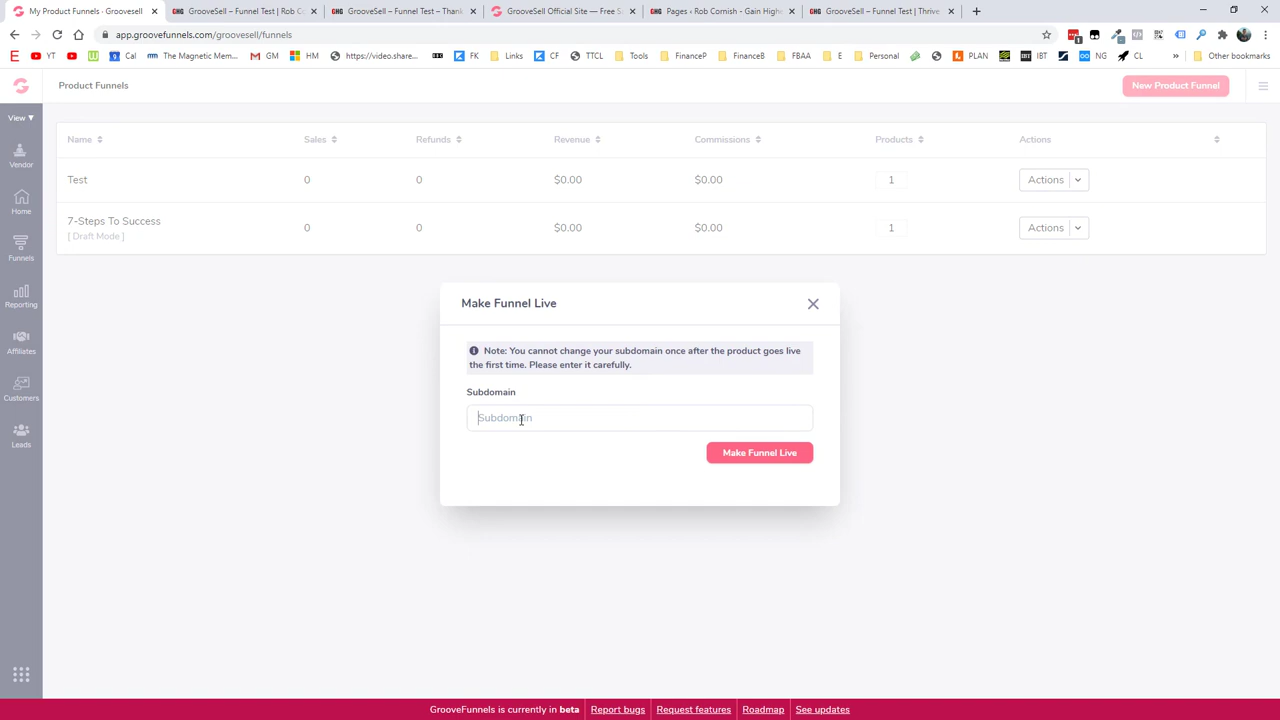 My Funnels · Groovesell
GrooveSell – Funnel Test | Rob Co
GrooveSell – Funnel Test – Thank
GrooveSell Official Site — Free Su
Pages ‹ Rob Cornish - Gain Highe
GrooveSell – Funnel Test | Thrive
app.groovefunnels.com/groovesell/funnels
YT
Cal
The Magnetic Mem...
GM
HM
https://video.share...
FK
Links
CF
TTCL
Tools
FinanceP
FinanceB
FBAA
E
Personal
PLAN
IBT
OO
NG
CL
»
Other bookmarks
Product Funnels
New Product Funnel
View ▼
Vendor
Home
Funnels
Reporting
Affiliates
Customers
Leads
Name Sales Refunds Revenue Commissions Products Actions
Test 0 0 $0.00 $0.00 1 Actions
7-Steps To Success 0 0 $0.00 $0.00 1 Actions
[ Draft Mode ]
Make Funnel Live
Note: You cannot change your subdomain once after the product goes live
the first time. Please enter it carefully.
Subdomain
Subdomain
Make Funnel Live
GrooveFunnels is currently in beta Report bugs Request features Roadmap See updates